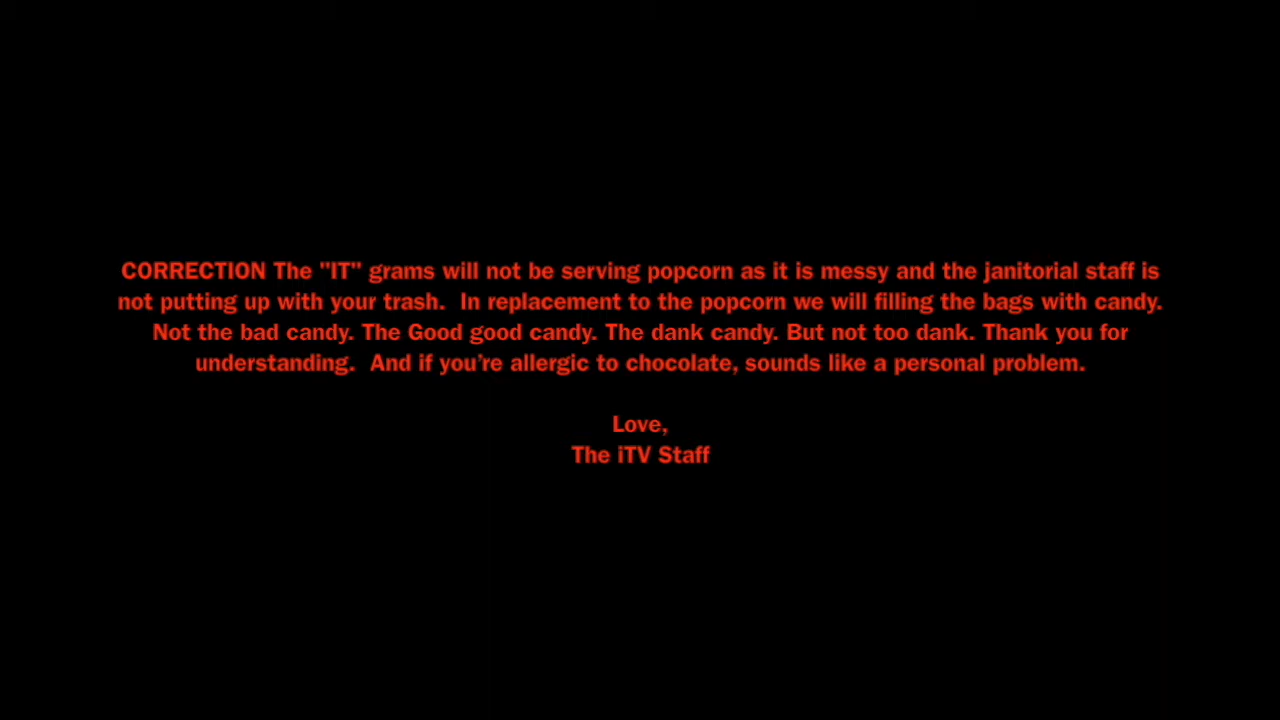 CORRECTION The "IT" grams will not be serving popcorn as it is messy and the janitorial staff is
not putting up with your trash.  In replacement to the popcorn we will filling the bags with candy.
Not the bad candy. The Good good candy. The dank candy. But not too dank. Thank you for
understanding.  And if you’re allergic to chocolate, sounds like a personal problem.
Love,
The iTV Staff